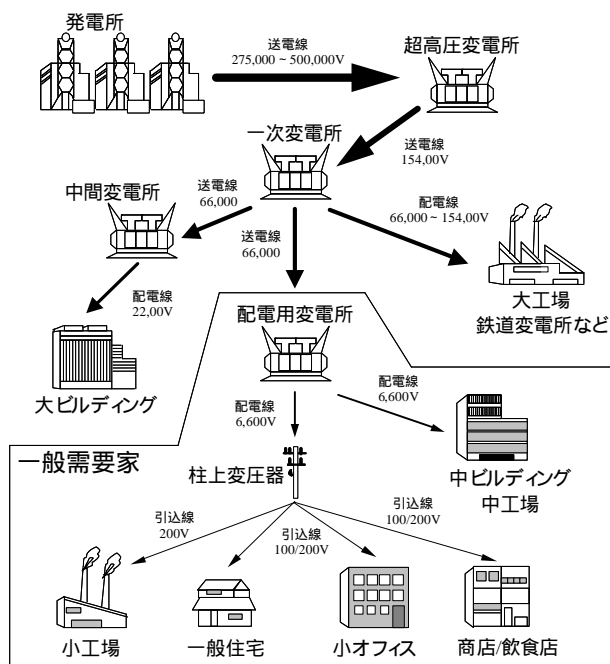 発電所
送電線
275,000 ~ 500,000V
超高圧変電所
一次変電所
送電線
154,00V
中間変電所
送電線
66,000
送電線
66,000
配電線
66,000 ~ 154,00V
大工場
鉄道変電所など
配電線
22,00V
大ビルディング
配電用変電所
配電線
6,600V
配電線
6,600V
一般需要家
柱上変圧器
中ビルディング
中工場
引込線
200V
引込線
100/200V
引込線
100/200V
引込線
100/200V
小工場
一般住宅
小オフィス
商店/飲食店